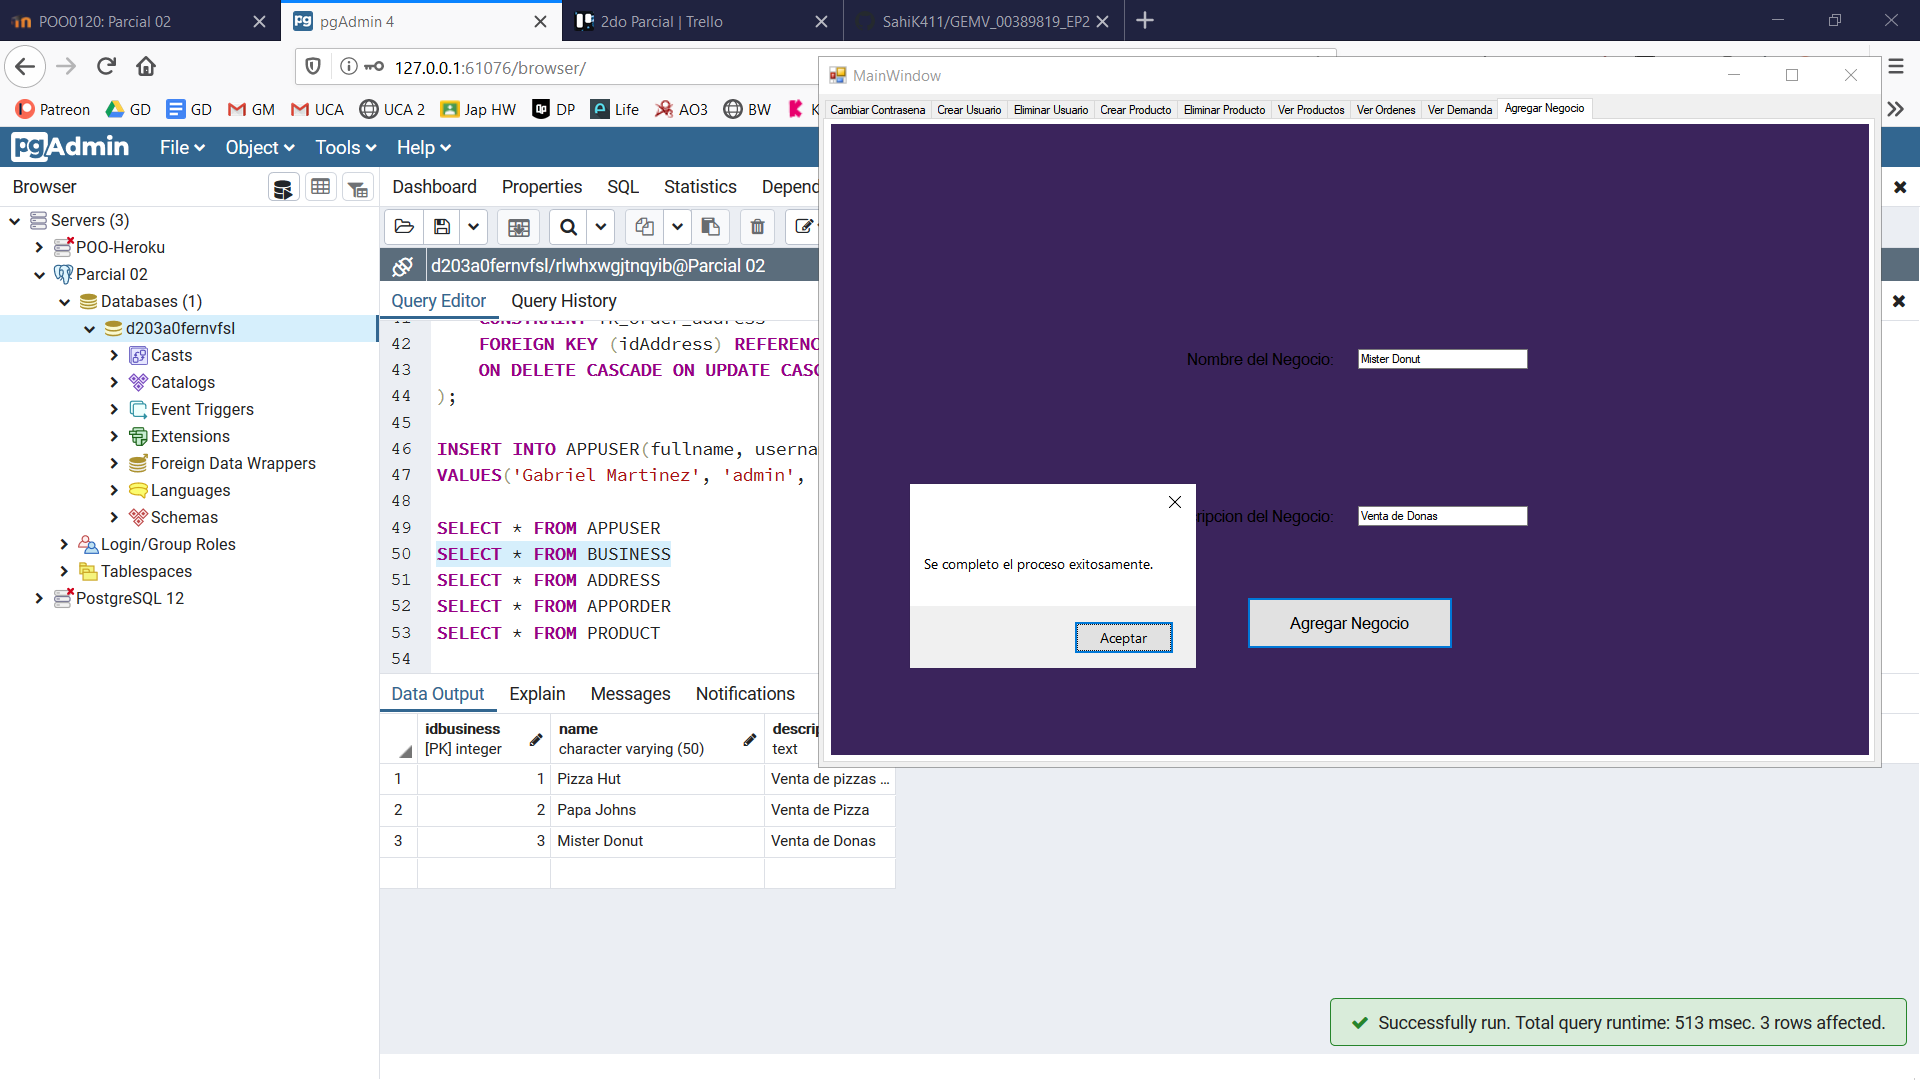 POO0120: Parcial 02
pgAdmin 4
2do Parcial | Trello
SahiK411/GEMV_00389819_EP2
127.0.0.1:61076/browser/
Patreon
GD
GD
GM
UCA
UCA 2
Jap HW
DP
Life
AO3
BW
MainWindow
Cambiar Contrasena
Crear Usuario
Eliminar Usuario
Crear Producto
Eliminar Producto
Ver Productos
Ver Ordenes
Ver Demanda
Agregar Negocio
pgAdmin
File
Object
Tools
Help
Browser
Dashboard
Properties
SQL
Statistics
Depend
Servers (3)
POO-Heroku
Parcial 02
Databases (1)
d203a0fernvfsl
Casts
Catalogs
Event Triggers
Extensions
Foreign Data Wrappers
Languages
Schemas
Login/Group Roles
Tablespaces
PostgreSQL 12
d203a0fernvfsl/rlwhxwgjtnqyib@Parcial 02
Query Editor
Query History
41 CONSTRAINT fk_order_address
42 FOREIGN KEY (idAddress) REFERENC
43 ON DELETE CASCADE ON UPDATE CASC
44 );
45
46 INSERT INTO APPUSER(fullname, userna
47 VALUES('Gabriel Martinez', 'admin',
48
49 SELECT * FROM APPUSER
50 SELECT * FROM BUSINESS
51 SELECT * FROM ADDRESS
52 SELECT * FROM APPORDER
53 SELECT * FROM PRODUCT
54
Data Output
Explain
Messages
Notifications
idbusiness
[PK] integer
name
character varying (50)
descrip
text
1 1 Pizza Hut Venta de pizzas ...
2 2 Papa Johns Venta de Pizza
3 3 Mister Donut Venta de Donas
Nombre del Negocio: Mister Donut
ripcion del Negocio: Venta de Donas
Agregar Negocio
Se completo el proceso exitosamente.
Aceptar
Successfully run. Total query runtime: 513 msec. 3 rows affected.